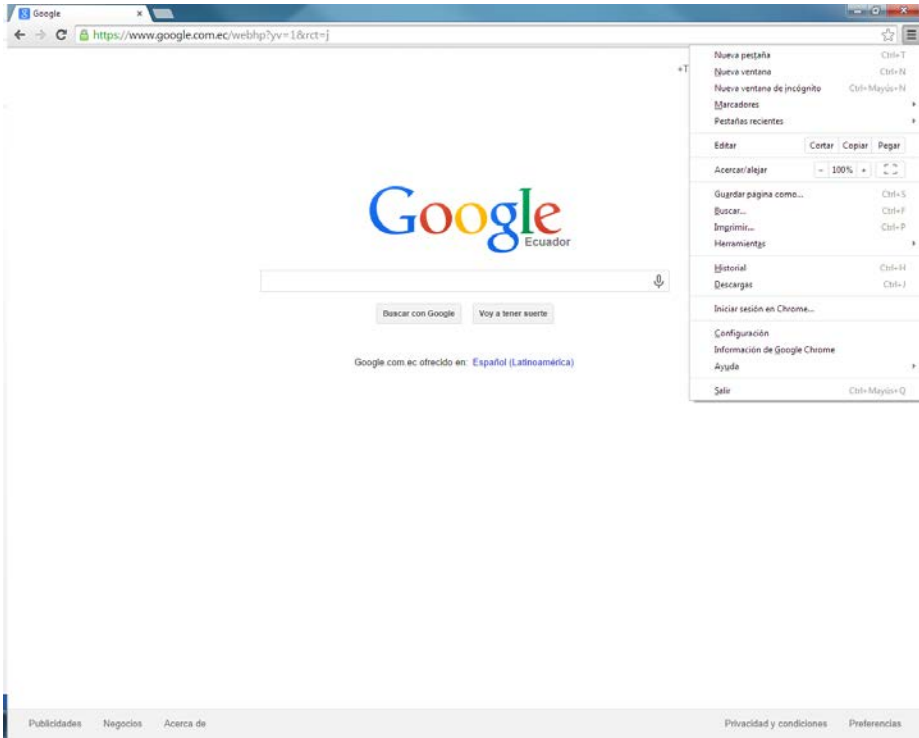 Google
https://www.google.com.ec/webhp?yv=1&rct=j
+T
Nueva pestaña Ctrl+T
Nueva ventana Ctrl+N
Nueva ventana de incógnito Ctrl+Mayús+N
Marcadores
Pestañas recientes
Editar Cortar Copiar Pegar
Acercar/alejar - 100% +
Guardar página como... Ctrl+S
Buscar... Ctrl+F
Imprimir... Ctrl+P
Herramientas
Historial Ctrl+H
Descargas Ctrl+J
Iniciar sesión en Chrome...
Configuración
Información de Google Chrome
Ayuda
Salir Ctrl+Mayús+Q
Google
Ecuador
Buscar con Google Voy a tener suerte
Google.com.ec ofrecido en: Español (Latinoamérica)
Publicidades Negocios Acerca de Privacidad y condiciones Preferencias